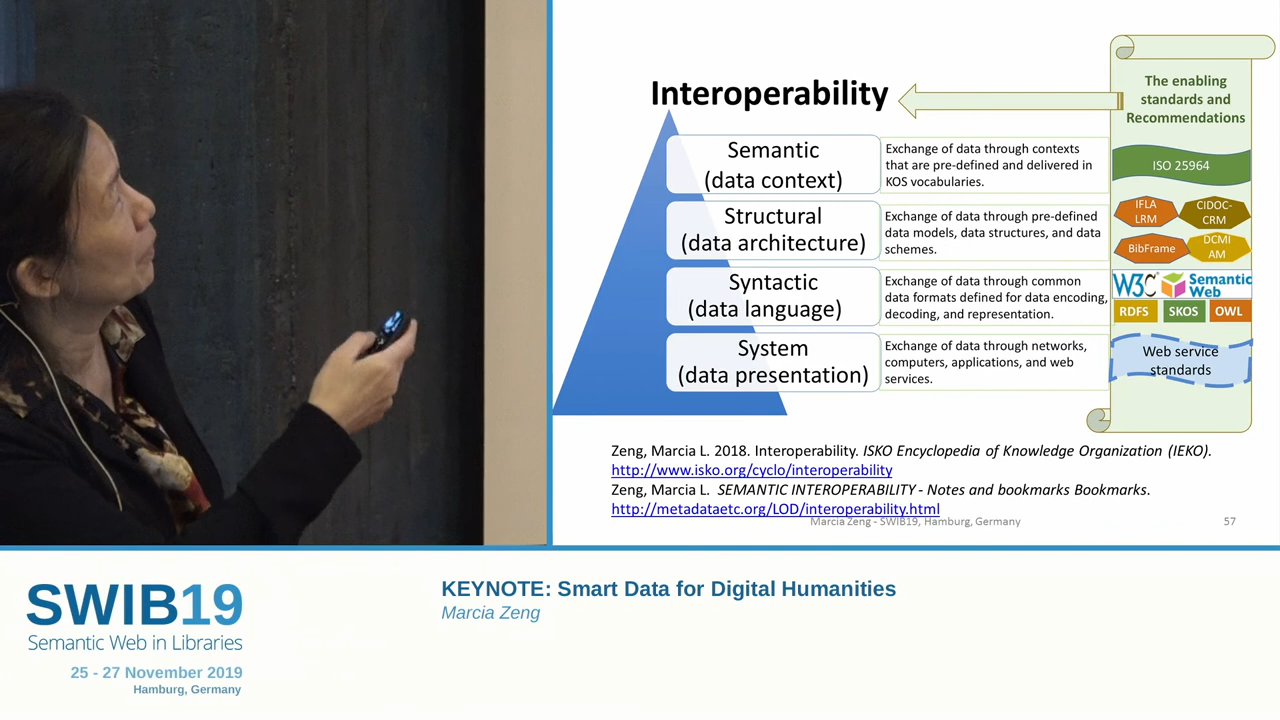 Interoperability
The enabling
standards and
Recommendations
Semantic
(data context)
Exchange of data through contexts
that are pre-defined and delivered in
KOS vocabularies.
ISO 25964
Structural
(data architecture)
Exchange of data through pre-defined
data models, data structures, and data
schemes.
IFLA
LRM
CIDOC-
CRM
BibFrame
DCMI
AM
Syntactic
(data language)
Exchange of data through common
data formats defined for data encoding,
decoding, and representation.
W3C® Semantic
Web
RDFS SKOS OWL
System
(data presentation)
Exchange of data through networks,
computers, applications, and web
services.
Web service
standards
Zeng, Marcia L. 2018. Interoperability. ISKO Encyclopedia of Knowledge Organization (IEKO).
http://www.isko.org/cyclo/interoperability
Zeng, Marcia L. SEMANTIC INTEROPERABILITY - Notes and bookmarks Bookmarks.
http://metadataetc.org/LOD/interoperability.html
Marcia Zeng - SWIB19, Hamburg, Germany 57
SWIB19
Semantic Web in Libraries
25 - 27 November 2019
Hamburg, Germany
KEYNOTE: Smart Data for Digital Humanities
Marcia Zeng